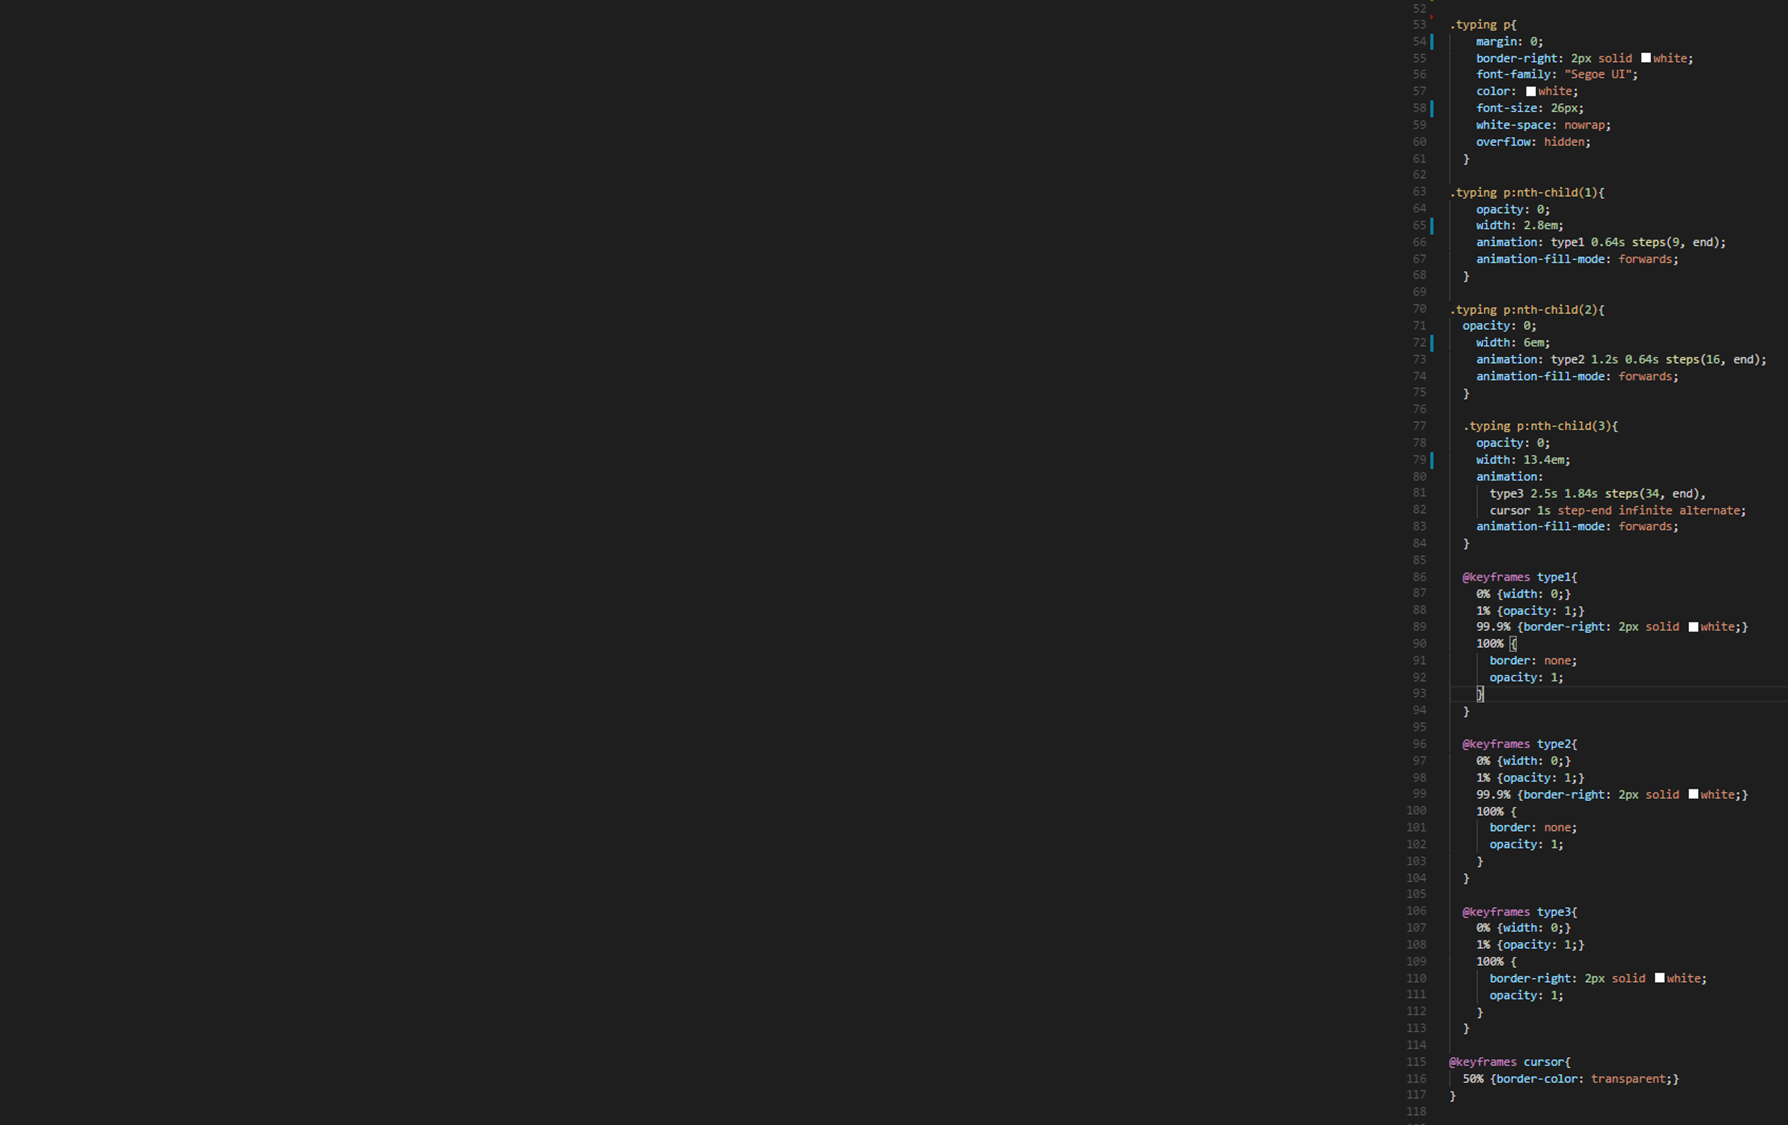 52
53 .typing p{
54 margin: 0;
55 border-right: 2px solid white;
56 font-family: "Segoe UI";
57 color: white;
58 font-size: 26px;
59 white-space: nowrap;
60 overflow: hidden;
61 }
62
63 .typing p:nth-child(1){
64 opacity: 0;
65 width: 2.8em;
66 animation: type1 0.64s steps(9, end);
67 animation-fill-mode: forwards;
68 }
69
70 .typing p:nth-child(2){
71 opacity: 0;
72 width: 6em;
73 animation: type2 1.2s 0.64s steps(16, end);
74 animation-fill-mode: forwards;
75 }
76
77 .typing p:nth-child(3){
78 opacity: 0;
79 width: 13.4em;
80 animation:
81 type3 2.5s 1.84s steps(34, end),
82 cursor 1s step-end infinite alternate;
83 animation-fill-mode: forwards;
84 }
85
86 @keyframes type1{
87 0% {width: 0;}
88 1% {opacity: 1;}
89 99.9% {border-right: 2px solid white;}
90 100% {
91 border: none;
92 opacity: 1;
93 }
94 }
95
96 @keyframes type2{
97 0% {width: 0;}
98 1% {opacity: 1;}
99 99.9% {border-right: 2px solid white;}
100 100% {
101 border: none;
102 opacity: 1;
103 }
104 }
105
106 @keyframes type3{
107 0% {width: 0;}
108 1% {opacity: 1;}
109 100% {
110 border-right: 2px solid white;
111 opacity: 1;
112 }
113 }
114
115 @keyframes cursor{
116 50% {border-color: transparent;}
117 }
118